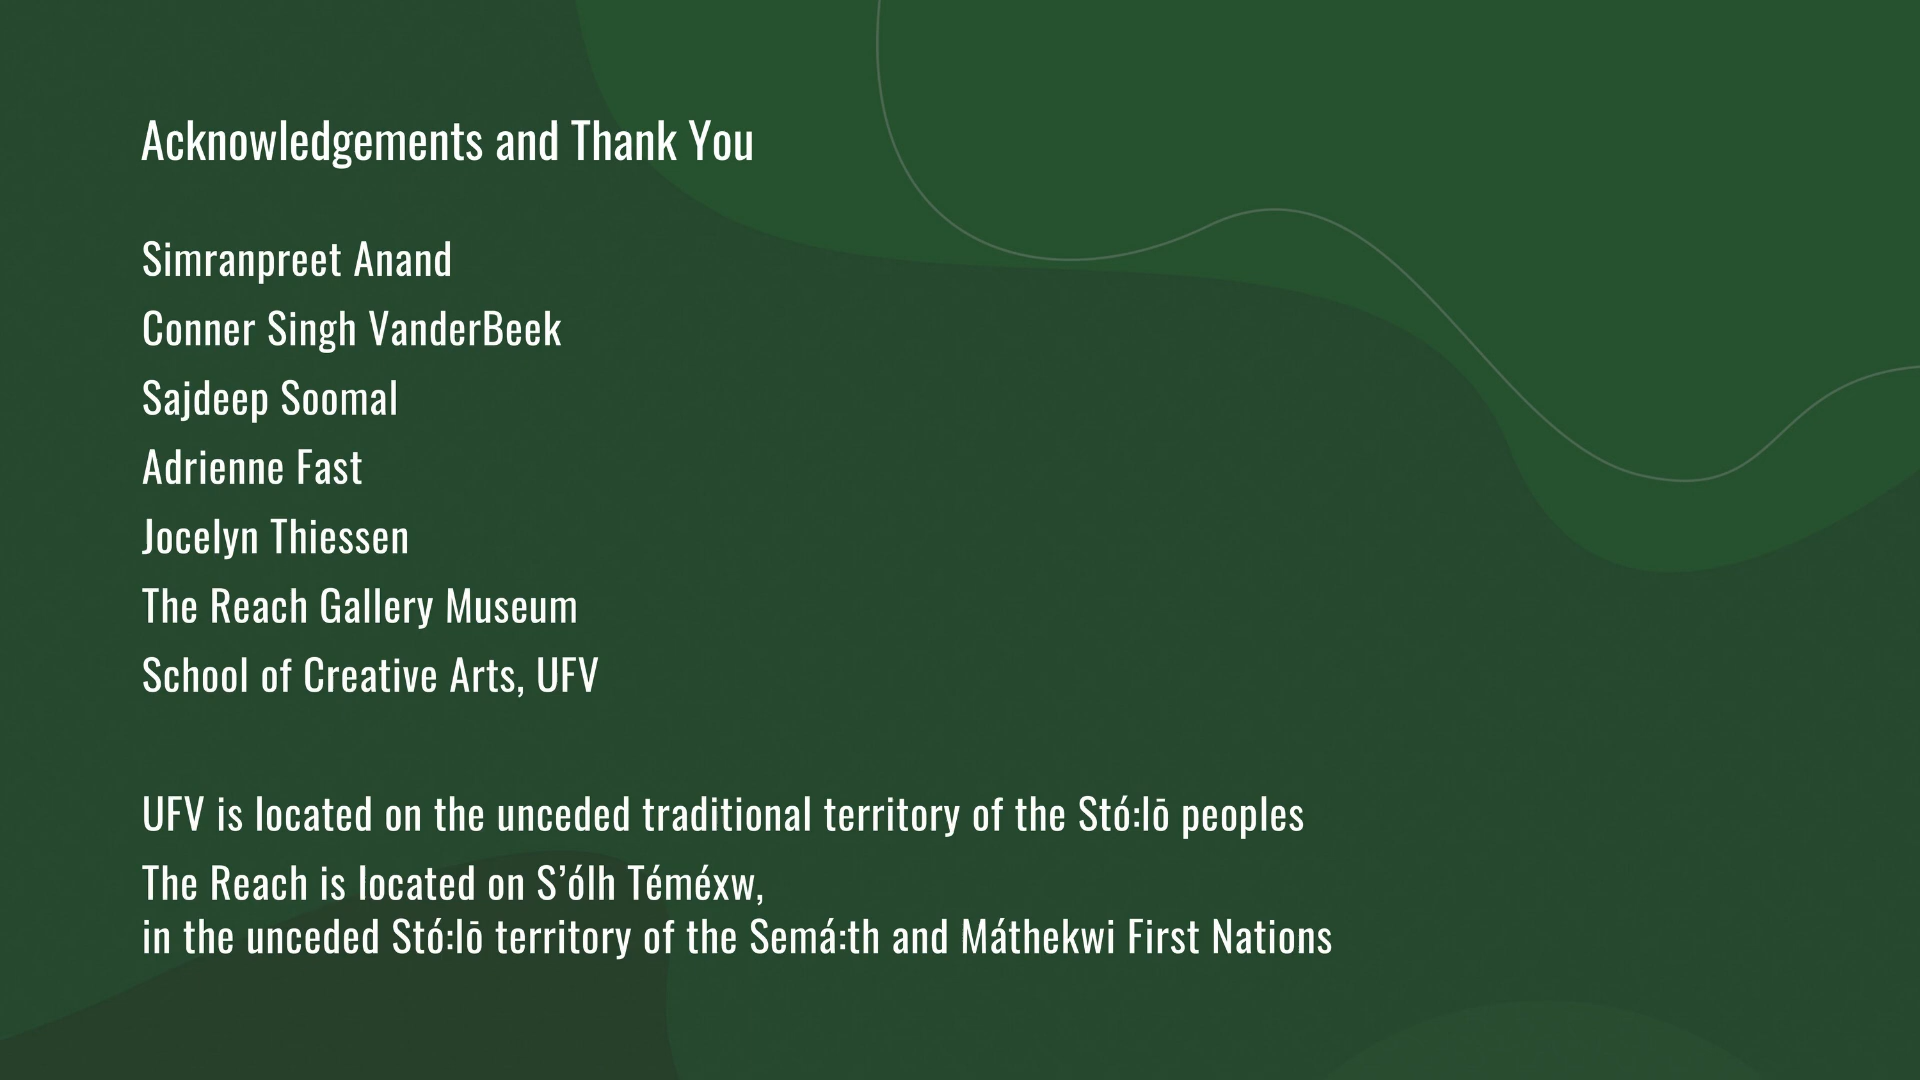 Acknowledgements and Thank You
Simranpreet Anand
Conner Singh VanderBeek
Sajdeep Soomal
Adrienne Fast
Jocelyn Thiessen
The Reach Gallery Museum
School of Creative Arts, UFV
UFV is located on the unceded traditional territory of the Stó:lō peoples
The Reach is located on S’ólh Téméxw,
in the unceded Stó:lō territory of the Semá:th and Máthekwi First Nations